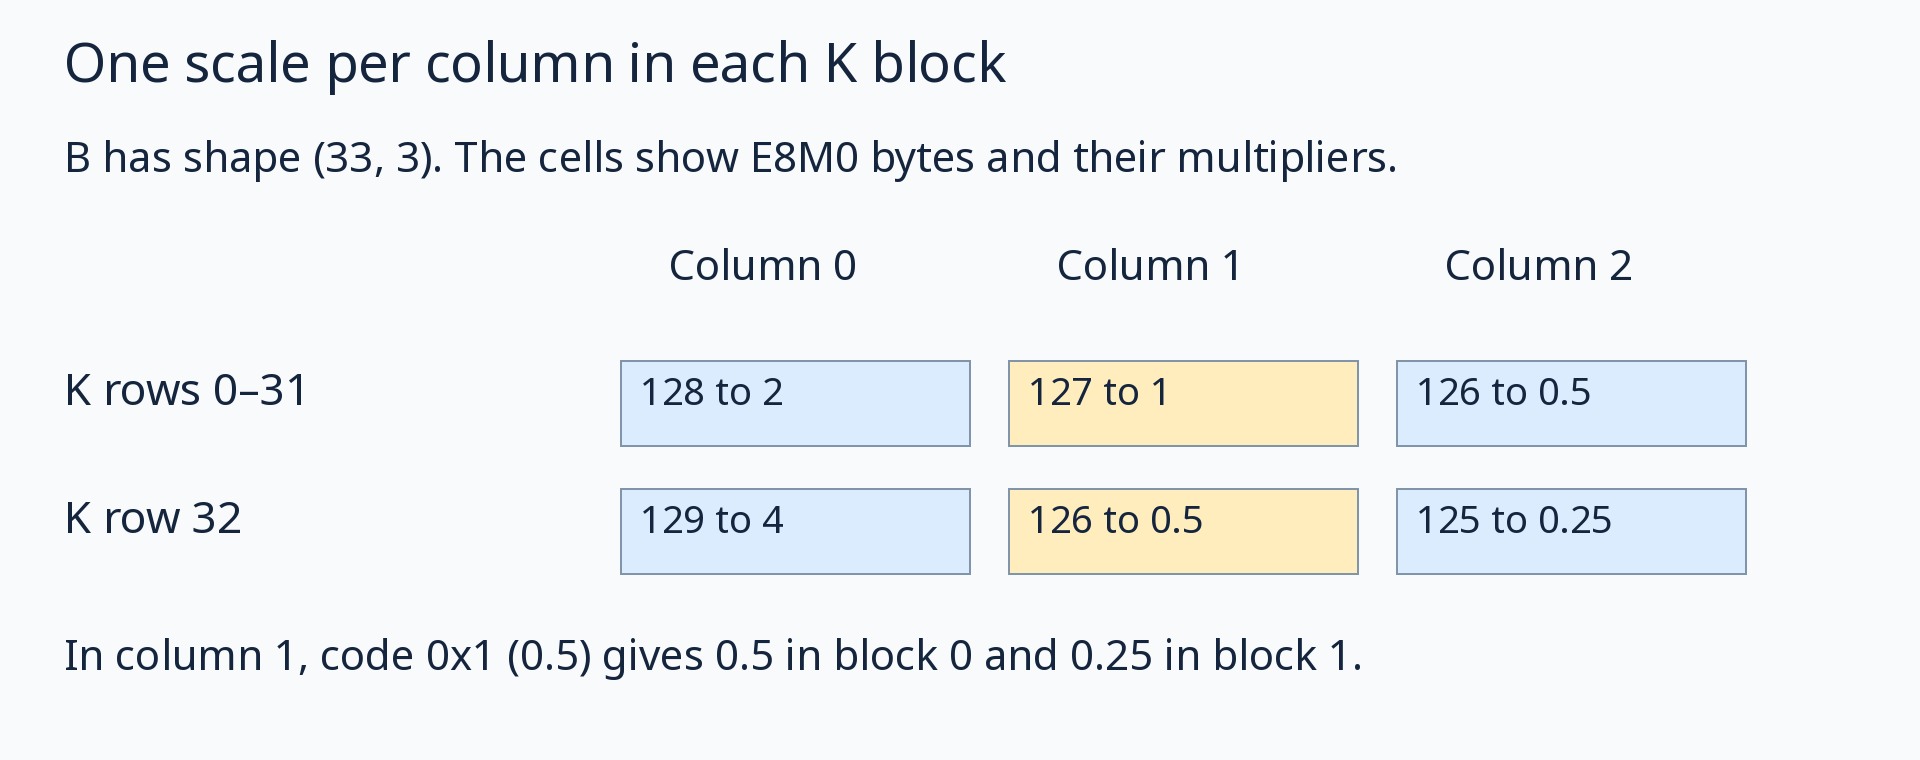 One scale per column in each K block
B has shape (33, 3). The cells show E8M0 bytes and their multipliers.
Column 0 Column 1 Column 2
K rows 0–31 128 to 2 127 to 1 126 to 0.5
K row 32 129 to 4 126 to 0.5 125 to 0.25
In column 1, code 0x1 (0.5) gives 0.5 in block 0 and 0.25 in block 1.